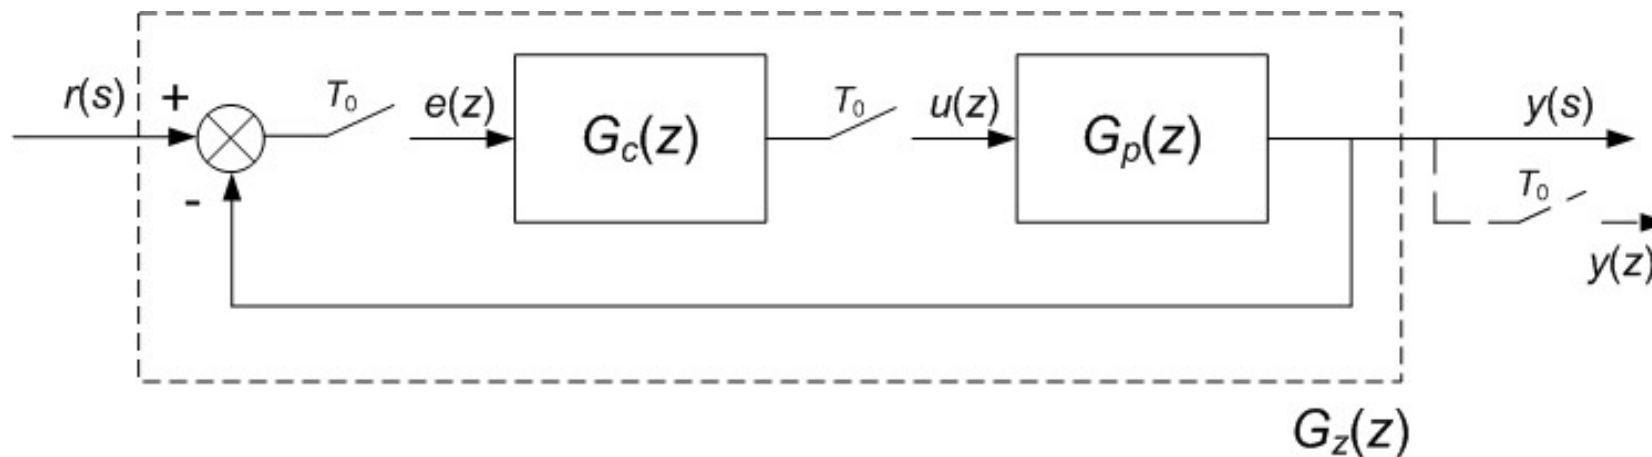 r(s)
+
-
T0
e(z)
Gc(z)
T0
u(z)
Gp(z)
y(s)
T0
y(z)
Gz(z)